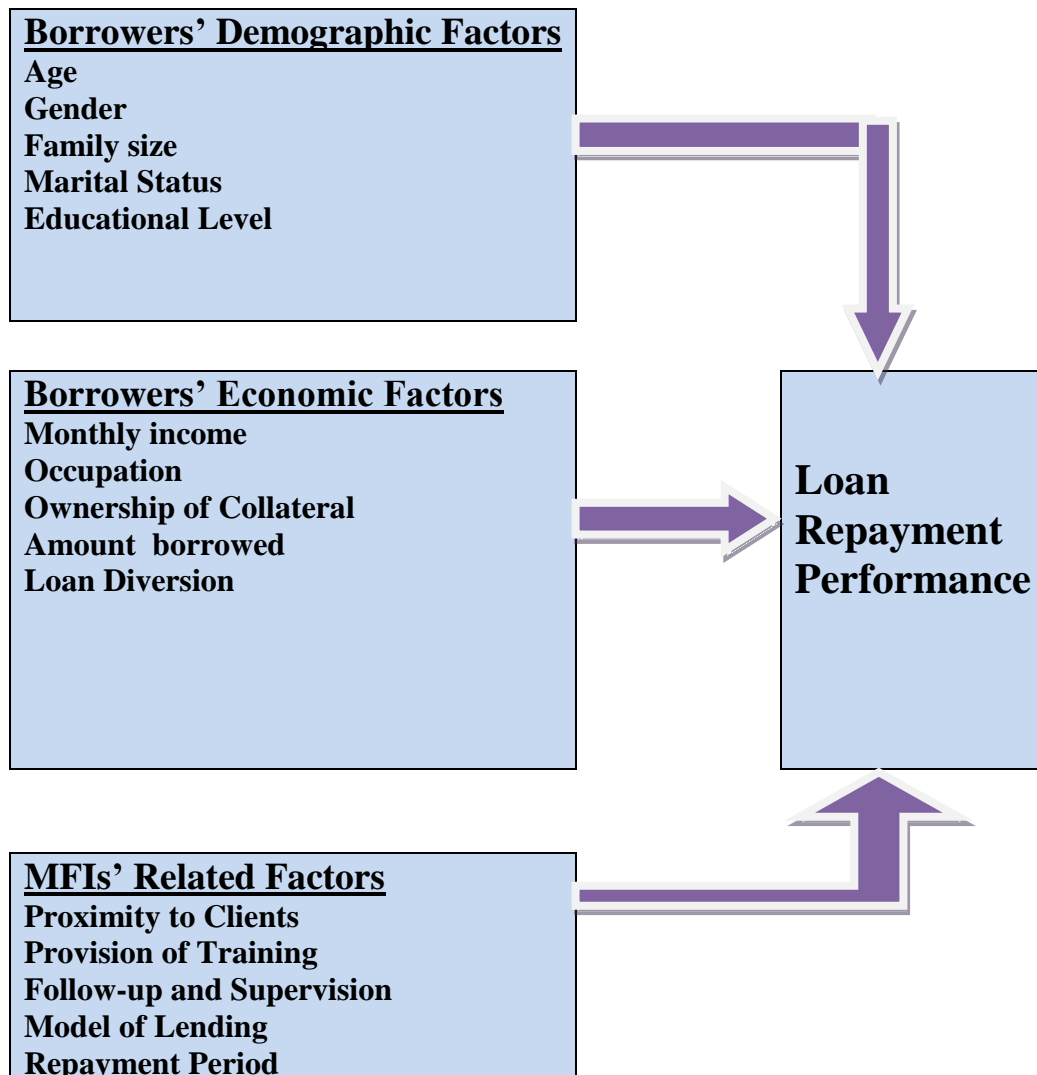 Borrowers’ Demographic Factors
Age
Gender
Family size
Marital Status
Educational Level
Borrowers’ Economic Factors
Monthly income
Occupation
Ownership of Collateral
Amount borrowed
Loan Diversion
Loan
Repayment
Performance
MFIs’ Related Factors
Proximity to Clients
Provision of Training
Follow-up and Supervision
Model of Lending
Repayment Period